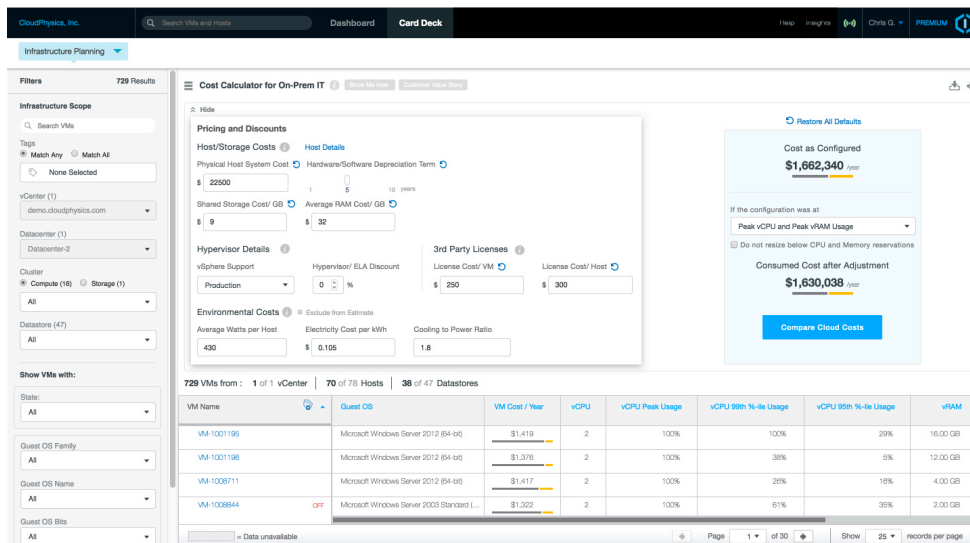 CloudPhysics, Inc.
Search VMs and Hosts
Dashboard
Card Deck
Help
insights
Chris G.
PREMIUM
Infrastructure Planning
Filters
729 Results
Infrastructure Scope
Search VMs
Tags
Match Any
Match All
None Selected
vCenter (1)
demo.cloudphysics.com
Datacenter (1)
Datacenter-2
Cluster
Compute (16)
Storage (1)
All
Datastore (47)
All
Show VMs with:
State:
All
Guest OS Family
All
Guest OS Name
All
Guest OS Bits
All
Cost Calculator for On-Prem IT
Show Me How
Customer Value Story
Hide
Pricing and Discounts
Host/Storage Costs
Host Details
Physical Host System Cost
Hardware/Software Depreciation Term
$ 22500
1 5 10 years
Shared Storage Cost/ GB
Average RAM Cost/ GB
$ 9
$ 32
Hypervisor Details
3rd Party Licenses
vSphere Support
Hypervisor/ ELA Discount
License Cost/ VM
License Cost/ Host
Production
0 %
$ 250
$ 300
Environmental Costs
Exclude from Estimate
Average Watts per Host
Electricity Cost per kWh
Cooling to Power Ratio
430
$ 0.105
1.8
Restore All Defaults
Cost as Configured
$1,662,340 /year
If the configuration was at
Peak vCPU and Peak vRAM Usage
Do not resize below CPU and Memory reservations
Consumed Cost after Adjustment
$1,630,038 /year
Compare Cloud Costs
729 VMs from : 1 of 1 vCenter | 70 of 78 Hosts | 38 of 47 Datastores
VM Name Guest OS VM Cost / Year vCPU vCPU Peak Usage vCPU 99th %-ile Usage vCPU 95th %-ile Usage vRAM
VM-1001195 Microsoft Windows Server 2012 (64-bit) $1,419 2 100% 100% 29% 16.00 GB
VM-1001196 Microsoft Windows Server 2012 (64-bit) $1,376 2 100% 38% 5% 12.00 GB
VM-1008711 Microsoft Windows Server 2012 (64-bit) $1,417 2 100% 26% 16% 4.00 GB
VM-1008844 OFF Microsoft Windows Server 2003 Standard (... $1,322 2 100% 61% 35% 2.00 GB
= Data unavailable
Page 1 of 30
Show 25 records per page